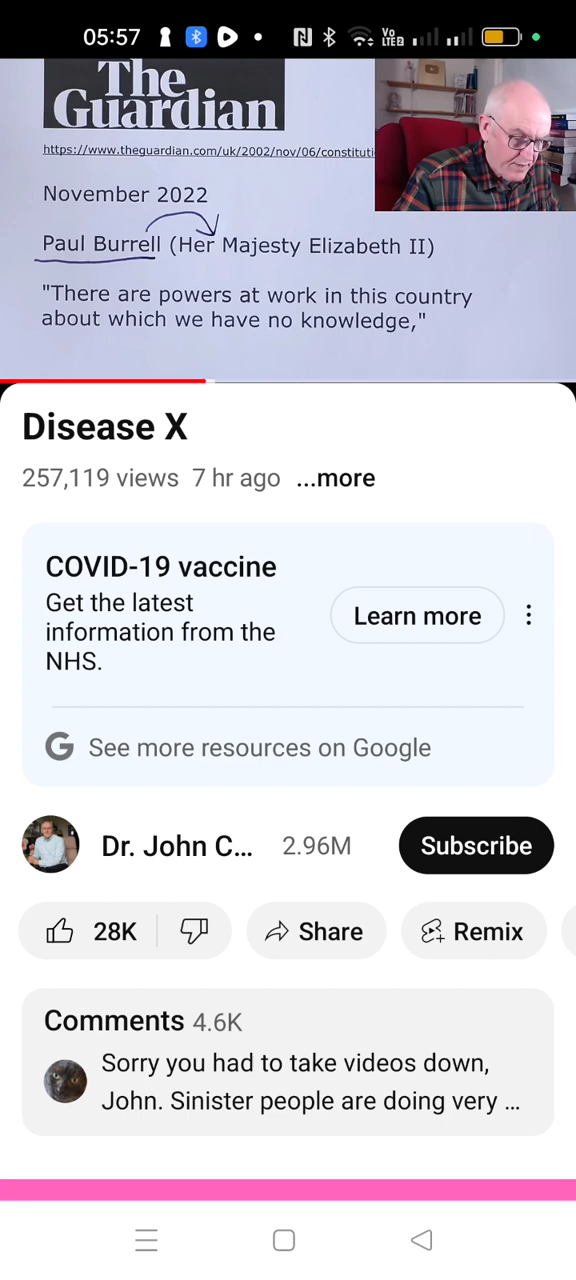 05:57
Vo
LTE2
The
Guardian
https://www.theguardian.com/uk/2002/nov/06/constituti
November 2022
Paul Burrell (Her Majesty Elizabeth II)
"There are powers at work in this country
about which we have no knowledge,"
Disease X
257,119 views 7 hr ago ...more
COVID-19 vaccine
Get the latest
information from the
NHS.
Learn more
G See more resources on Google
Dr. John C... 2.96M Subscribe
28K Share Remix
Comments 4.6K
Sorry you had to take videos down,
John. Sinister people are doing very ...